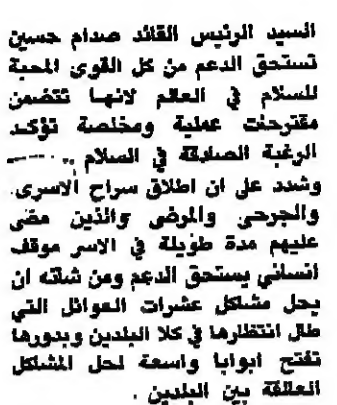 السيد الرئيس القائد صدام حسين
تستحق الدعم من كل القوى المحبة
للسلام في العالم لانها تتضمن
مقترحات عملية ومخلصة تؤكد
الرغبة الصادقة في السلام .
وشدد على ان اطلاق سراح الاسرى
والجرحى والمرضى والذين مضى
عليهم مدة طويلة في الاسر موقف
انساني يستحق الدعم ومن شانه ان
يحل مشاكل عشرات العوائل التي
طال انتظارها في كلا البلدين وبدورها
تفتح ابوابا واسعة لحل المشاكل
العالقة بين البلدين .